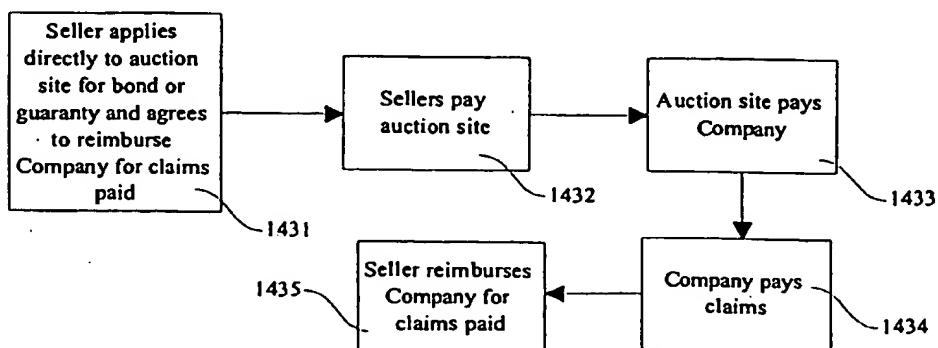 Seller applies
directly to auction
site for bond or
guaranty and agrees
to reimburse
Company for claims
paid
1431
Sellers pay
auction site
1432
Auction site pays
Company
1433
Company pays
claims
1434
Seller reimburses
Company for
claims paid
1435